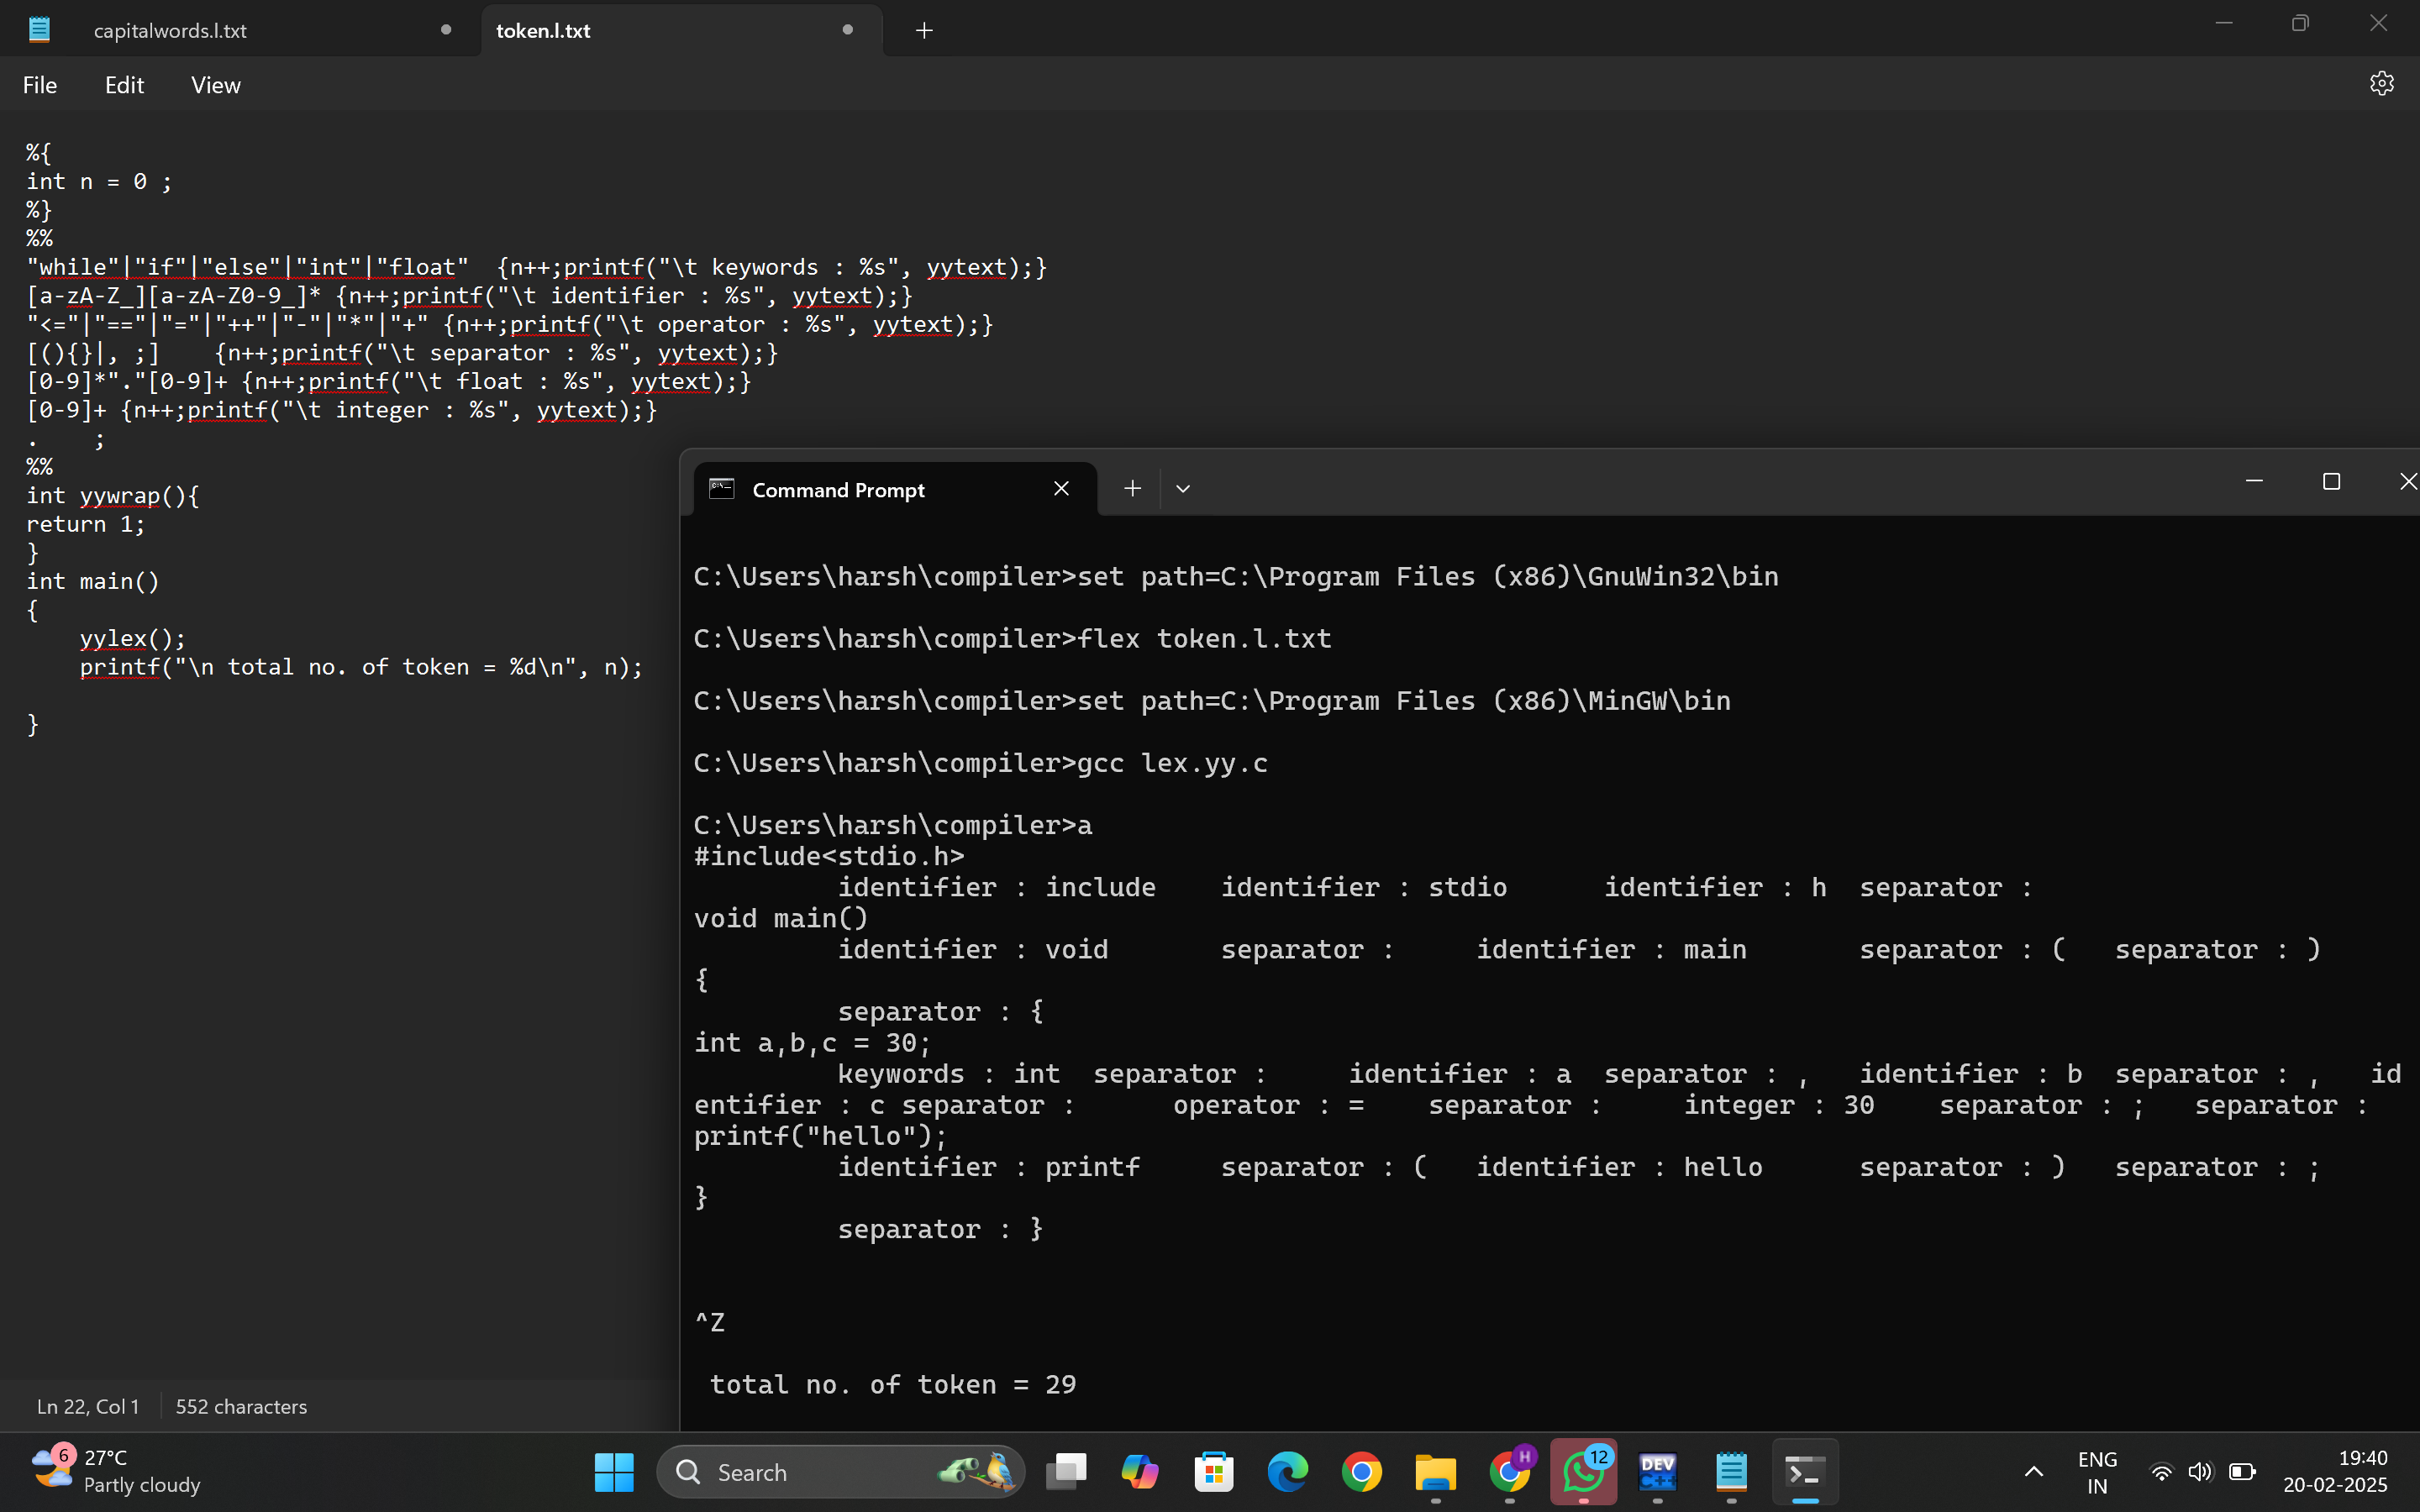 capitalwords.l.txt
token.l.txt
File Edit View
%{
int n = 0 ;
%}
%%
"while"|"if"|"else"|"int"|"float"  {n++;printf("\t keywords : %s", yytext);}
[a-zA-Z_][a-zA-Z0-9_]* {n++;printf("\t identifier : %s", yytext);}
"<="|"=="|"="|"++"|"-"|"*"|"+" {n++;printf("\t operator : %s", yytext);}
[(){}|, ;]    {n++;printf("\t separator : %s", yytext);}
[0-9]*"."[0-9]+ {n++;printf("\t float : %s", yytext);}
[0-9]+ {n++;printf("\t integer : %s", yytext);}
.    ;
%%
int yywrap(){
return 1;
}
int main()
{
    yylex();
    printf("\n total no. of token = %d\n", n);
}
Ln 22, Col 1 552 characters
Command Prompt
C:\Users\harsh\compiler>set path=C:\Program Files (x86)\GnuWin32\bin
C:\Users\harsh\compiler>flex token.l.txt
C:\Users\harsh\compiler>set path=C:\Program Files (x86)\MinGW\bin
C:\Users\harsh\compiler>gcc lex.yy.c
C:\Users\harsh\compiler>a
#include<stdio.h>
         identifier : include    identifier : stdio      identifier : h  separator :
void main()
         identifier : void       separator :     identifier : main       separator : (   separator : )
{
         separator : {
int a,b,c = 30;
         keywords : int  separator :     identifier : a  separator : ,   identifier : b  separator : ,   id
entifier : c separator :      operator : =    separator :     integer : 30    separator : ;   separator :
printf("hello");
         identifier : printf     separator : (   identifier : hello      separator : )   separator : ;
}
         separator : }
^Z
 total no. of token = 29
6
27°C
Partly cloudy
Search
H
12
DEV
C++
ENG
IN
19:40
20-02-2025